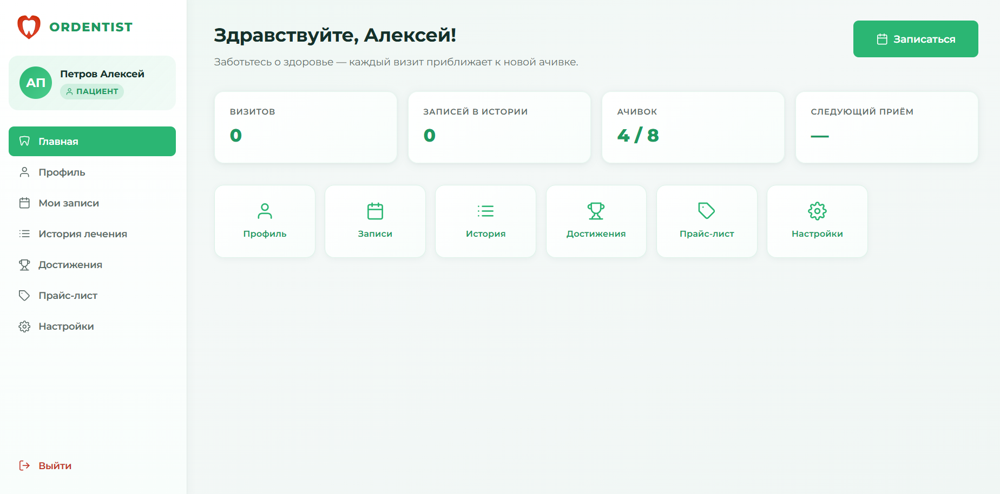 ORDENTIST
АП
Петров Алексей
ПАЦИЕНТ
Главная
Профиль
Мои записи
История лечения
Достижения
Прайс-лист
Настройки
Выйти
Здравствуйте, Алексей!
Заботьтесь о здоровье — каждый визит приближает к новой ачивке.
Записаться
ВИЗИТОВ
0
ЗАПИСЕЙ В ИСТОРИИ
0
АЧИВОК
4 / 8
СЛЕДУЮЩИЙ ПРИЁМ
—
Профиль
Записи
История
Достижения
Прайс-лист
Настройки